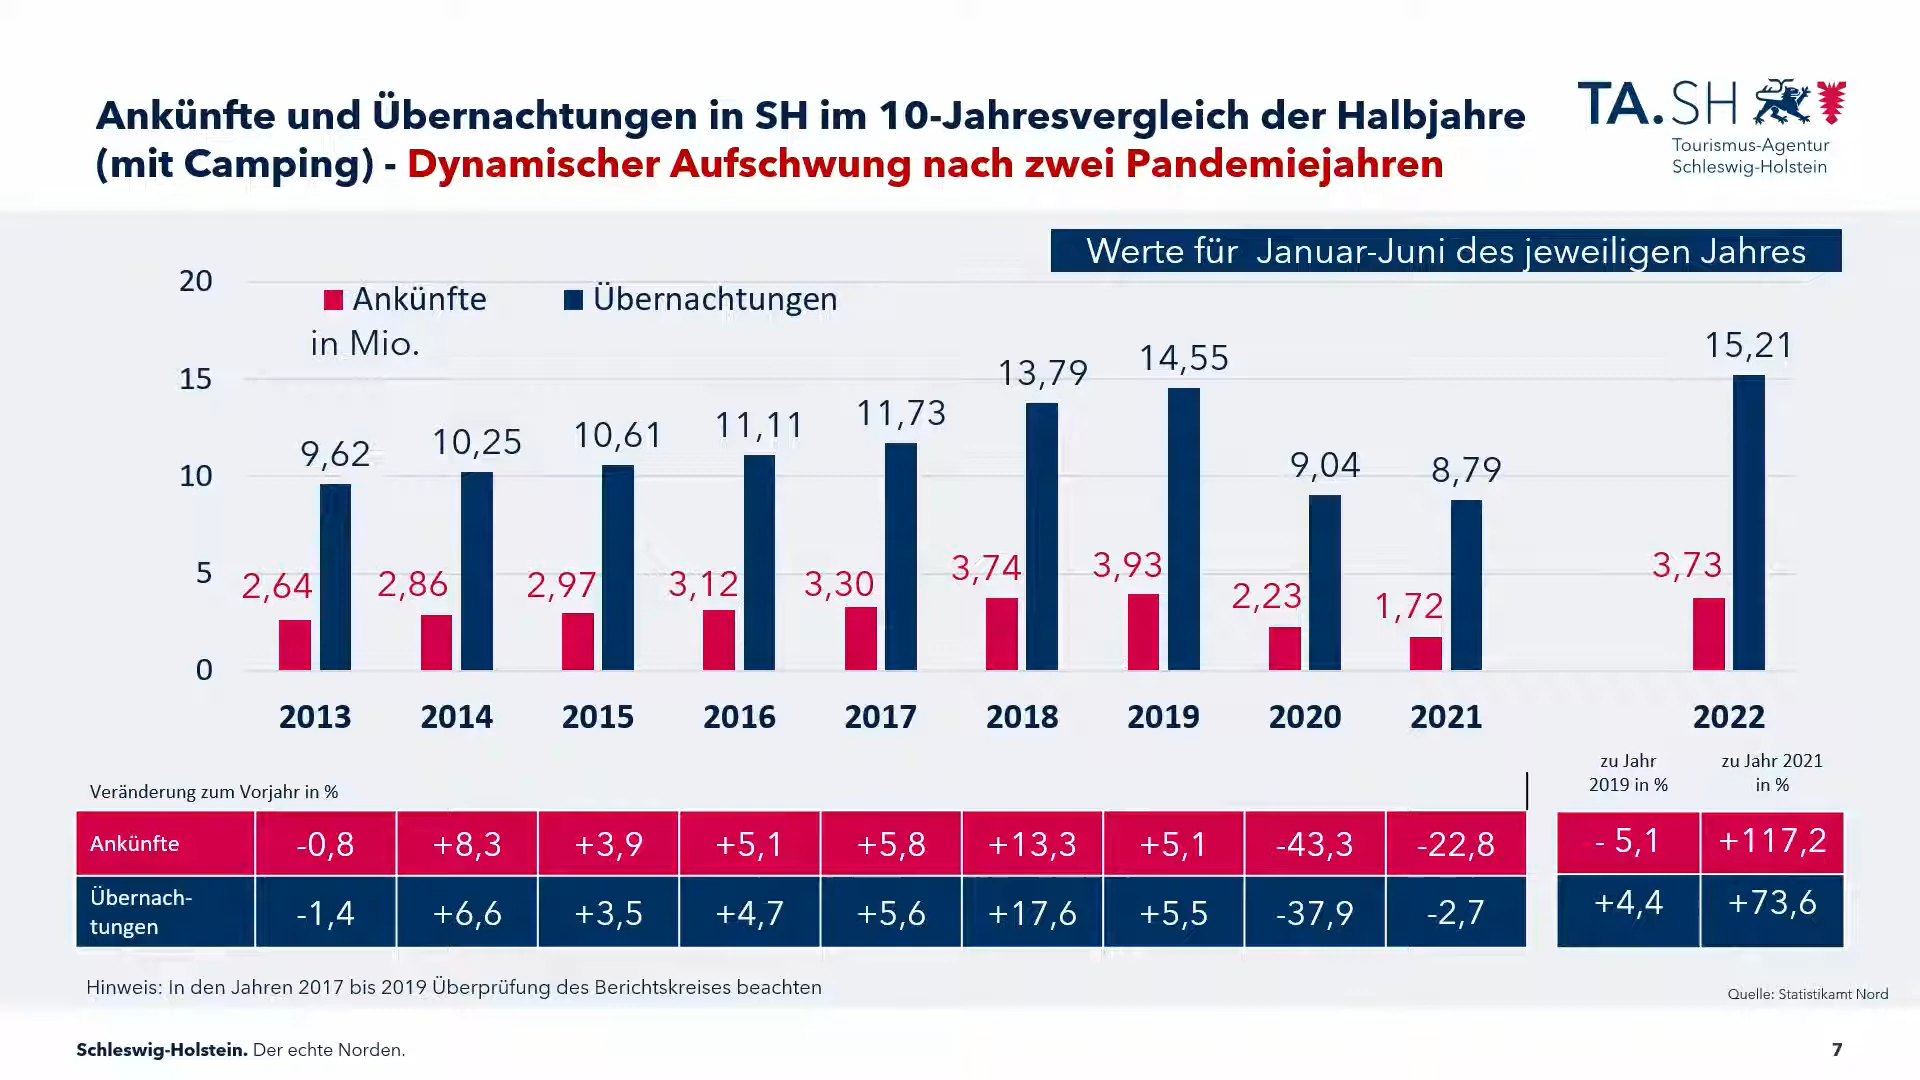 Ankünfte und Übernachtungen in SH im 10-Jahresvergleich der Halbjahre
(mit Camping) - Dynamischer Aufschwung nach zwei Pandemiejahren
TA.SH
Tourismus-Agentur
Schleswig-Holstein
Werte für Januar-Juni des jeweiligen Jahres
Ankünfte Übernachtungen
in Mio.
20
15
10
5
0
9,62 10,25 10,61 11,11 11,73 13,79 14,55 9,04 8,79 15,21
2,64 2,86 2,97 3,12 3,30 3,74 3,93 2,23 1,72 3,73
2013 2014 2015 2016 2017 2018 2019 2020 2021 2022
Veränderung zum Vorjahr in %
zu Jahr
2019 in %
zu Jahr 2021
in %
Ankünfte -0,8 +8,3 +3,9 +5,1 +5,8 +13,3 +5,1 -43,3 -22,8 - 5,1 +117,2
Übernach-
tungen
-1,4 +6,6 +3,5 +4,7 +5,6 +17,6 +5,5 -37,9 -2,7 +4,4 +73,6
Hinweis: In den Jahren 2017 bis 2019 Überprüfung des Berichtskreises beachten
Quelle: Statistikamt Nord
Schleswig-Holstein. Der echte Norden.
7